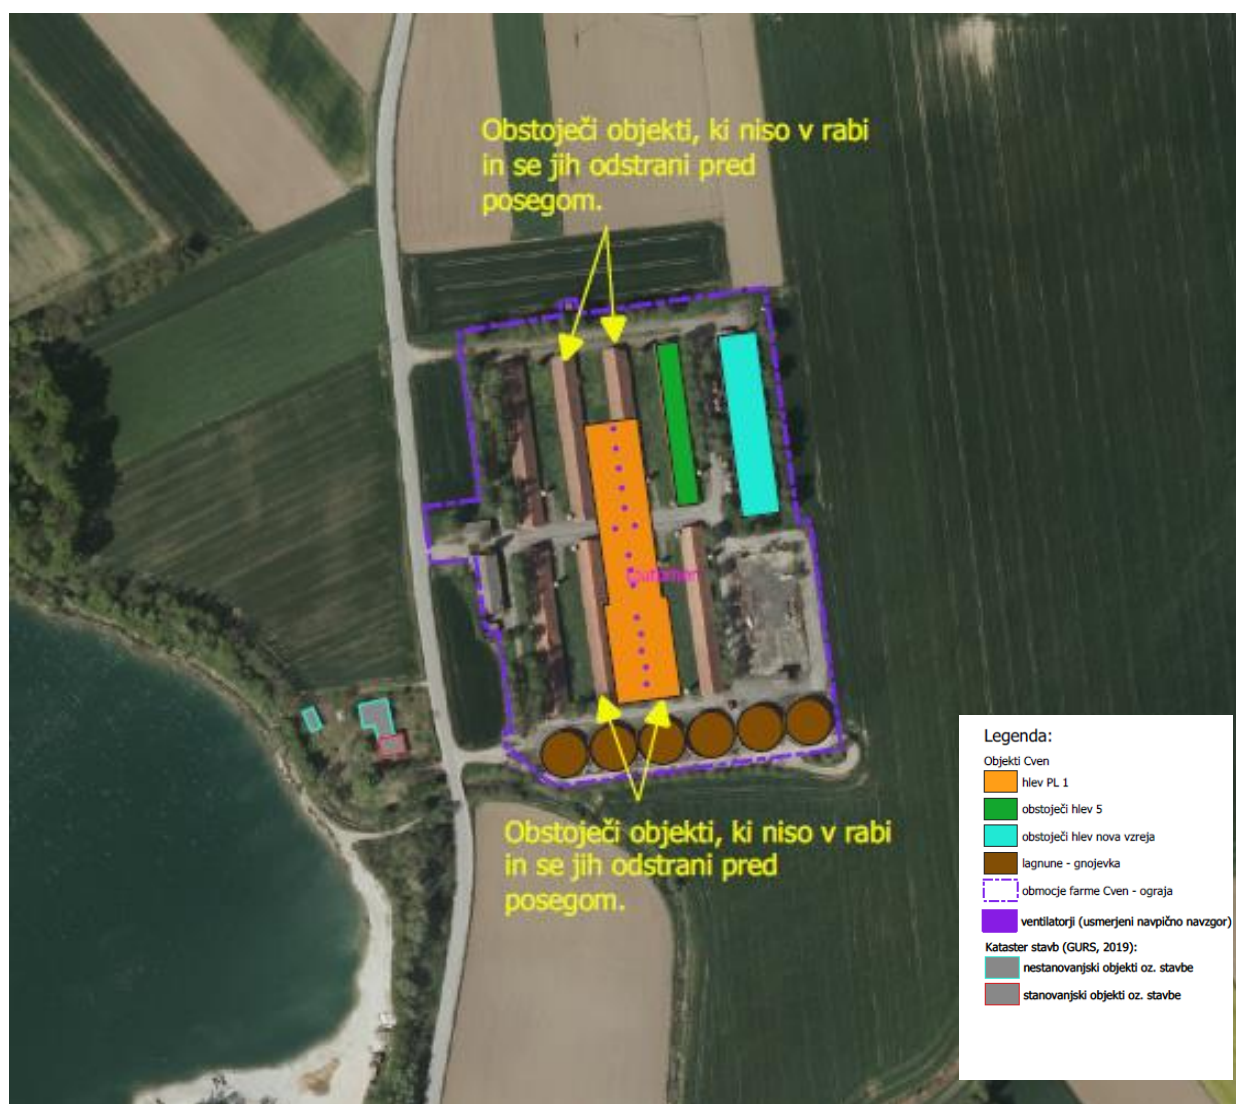 Obstoječi objekti, ki niso v rabi
in se jih odstrani pred
posegom.
Obstoječi objekti, ki niso v rabi
in se jih odstrani pred
posegom.
Legenda:
Objekti Cven
hlev PL 1
obstoječi hlev 5
obstoječi hlev nova vzreja
lagnune - gnojevka
obmocje farme Cven - ograja
ventilatorji (usmerjeni navpično navzgor)
Kataster stavb (GURS, 2019):
nestanovanjski objekti oz. stavbe
stanovanjski objekti oz. stavbe